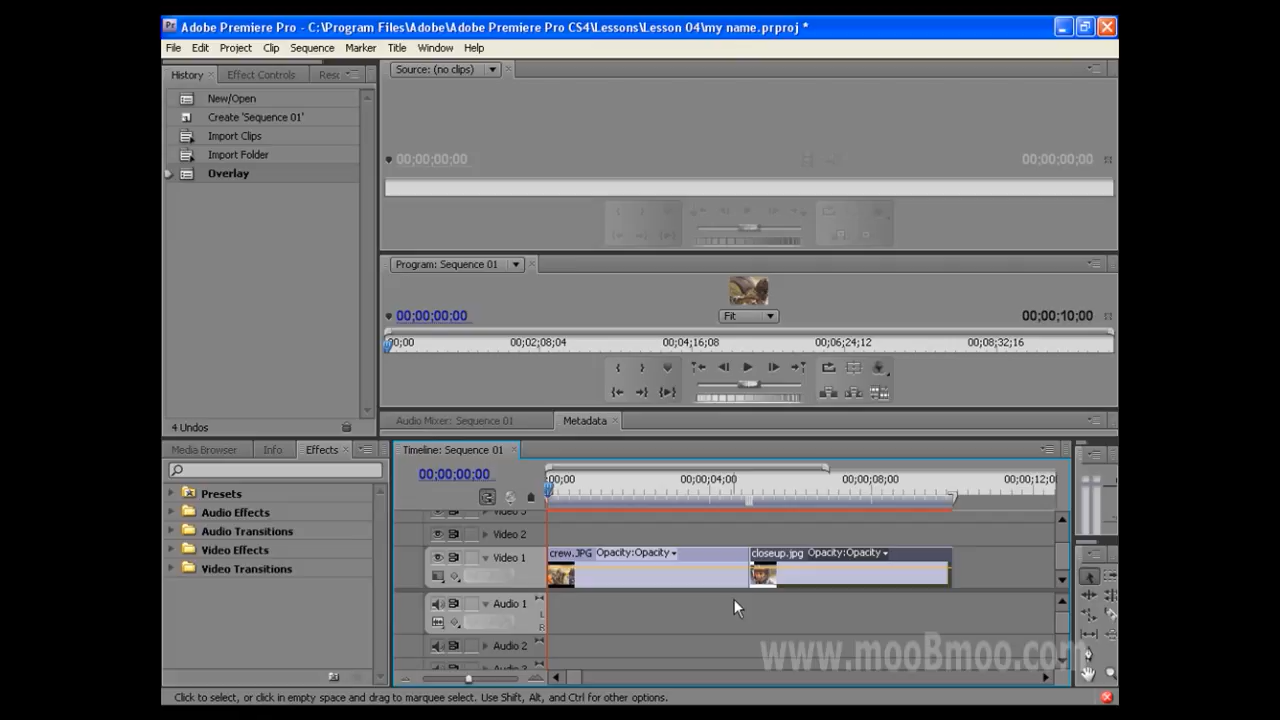 Adobe Premiere Pro - C:\Program Files\Adobe\Adobe Premiere Pro CS4\Lessons\Lesson 04\my name.prproj *
File Edit Project Clip Sequence Marker Title Window Help
History Effect Controls
Source: (no clips)
New/Open
Create 'Sequence 01'
Import Clips
Import Folder
Overlay
00;00;00;00 00;00;00;00
Program: Sequence 01
00;00;00;00 Fit 00;00;10;00
00;00 00;02;08;04 00;04;16;08 00;06;24;12 00;08;32;16
4 Undos
Audio Mixer: Sequence 01 Metadata
Media Browser Info Effects
Timeline: Sequence 01
00;00;00;00
;00;00 00;00;04;00 00;00;08;00 00;00;12;0
Presets
Audio Effects
Audio Transitions
Video Effects
Video Transitions
Video 3
Video 2
Video 1
crew.JPG Opacity:Opacity closeup.jpg Opacity:Opacity
Audio 1
L
R
Audio 2
www.mooBmoo.com
Click to select, or click in empty space and drag to marquee select. Use Shift, Alt, and Ctrl for other options.